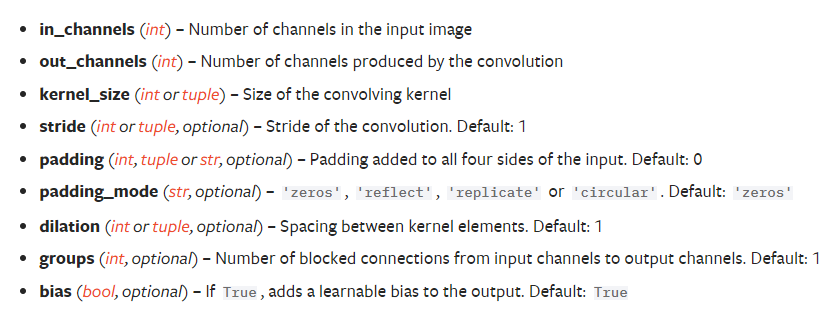 • in_channels (int) – Number of channels in the input image
• out_channels (int) – Number of channels produced by the convolution
• kernel_size (int or tuple) – Size of the convolving kernel
• stride (int or tuple, optional) – Stride of the convolution. Default: 1
• padding (int, tuple or str, optional) – Padding added to all four sides of the input. Default: 0
• padding_mode (str, optional) – 'zeros', 'reflect', 'replicate' or 'circular'. Default: 'zeros'
• dilation (int or tuple, optional) – Spacing between kernel elements. Default: 1
• groups (int, optional) – Number of blocked connections from input channels to output channels. Default: 1
• bias (bool, optional) – If True, adds a learnable bias to the output. Default: True